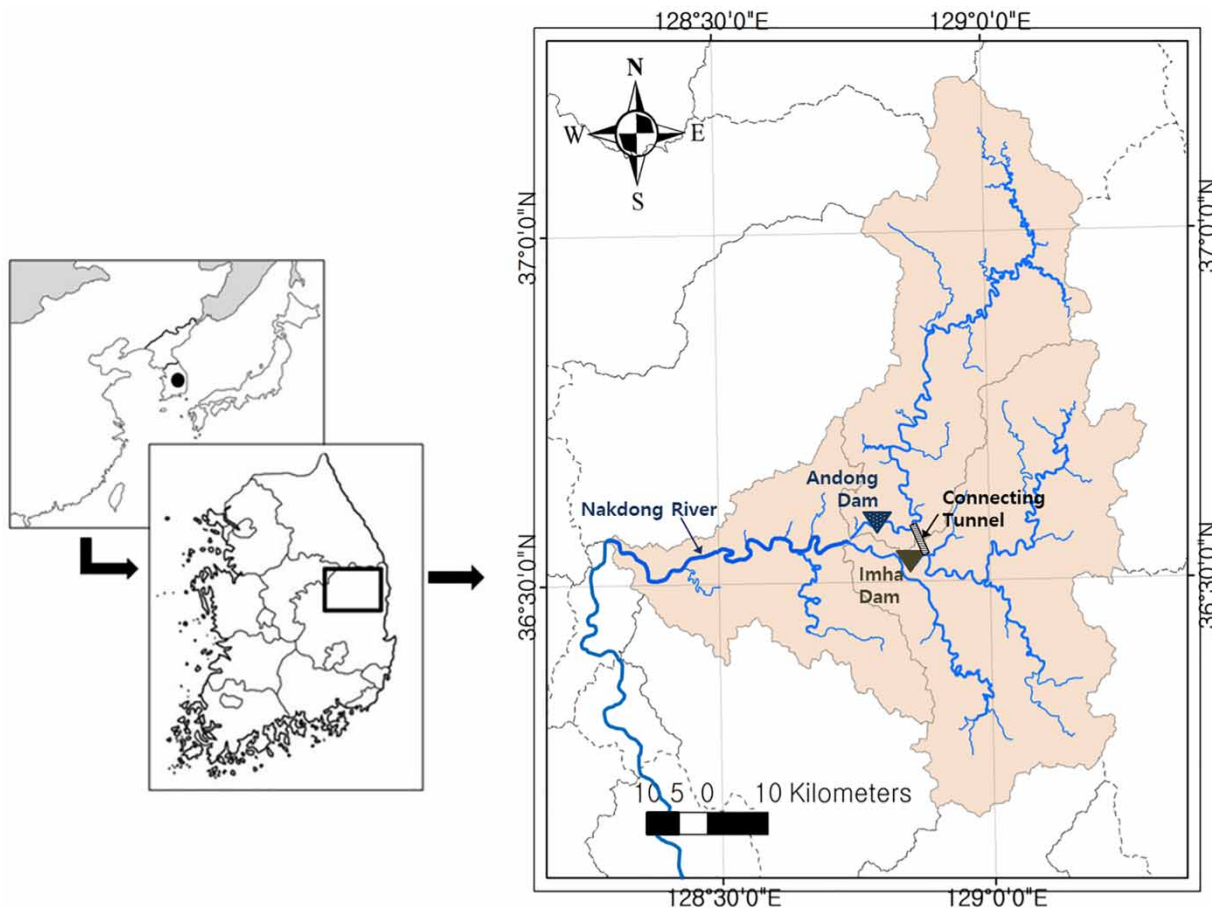 128°30'0"E
129°0'0"E
N
W
E
S
37°0'0"N
37°0'0"N
Andong
Dam
Connecting
Tunnel
Nakdong River
Imha
Dam
36°30'0"N
36°30'0"N
10 5 0 10 Kilometers
128°30'0"E
129°0'0"E